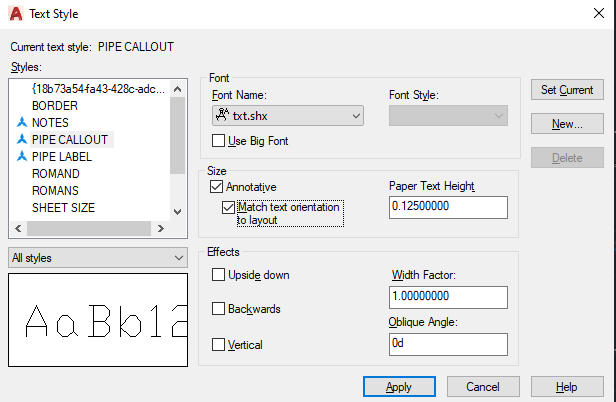 Text Style
Current text style: PIPE CALLOUT
Styles:
{18b73a54-fa43-428c-adc...
BORDER
NOTES
PIPE CALLOUT
PIPE LABEL
ROMAND
ROMANS
SHEET SIZE
All styles
AaBb12
Font
Font Name:
txt.shx
Font Style:
Use Big Font
Size
Annotative
Match text orientation
to layout
Paper Text Height
0.12500000
Effects
Upside down
Backwards
Vertical
Width Factor:
1.00000000
Oblique Angle:
0d
Set Current
New...
Delete
Apply
Cancel
Help